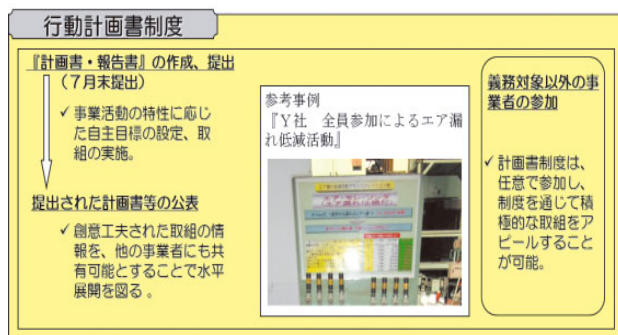 行動計画書制度
『計画書・報告書』の作成、提出
(7月末提出)
✓ 事業活動の特性に応じ
た自主目標の設定、取
組の実施。
提出された計画書等の公表
✓ 創意工夫された取組の情
報を、他の事業者にも共
有可能とすることで水平
展開を図る。
参考事例
『Y社 全員参加によるエア漏
れ低減活動』
義務対象以外の事
業者の参加
✓ 計画書制度は、
任意で参加し、
制度を通じて積
極的な取組をア
ピールすること
が可能。